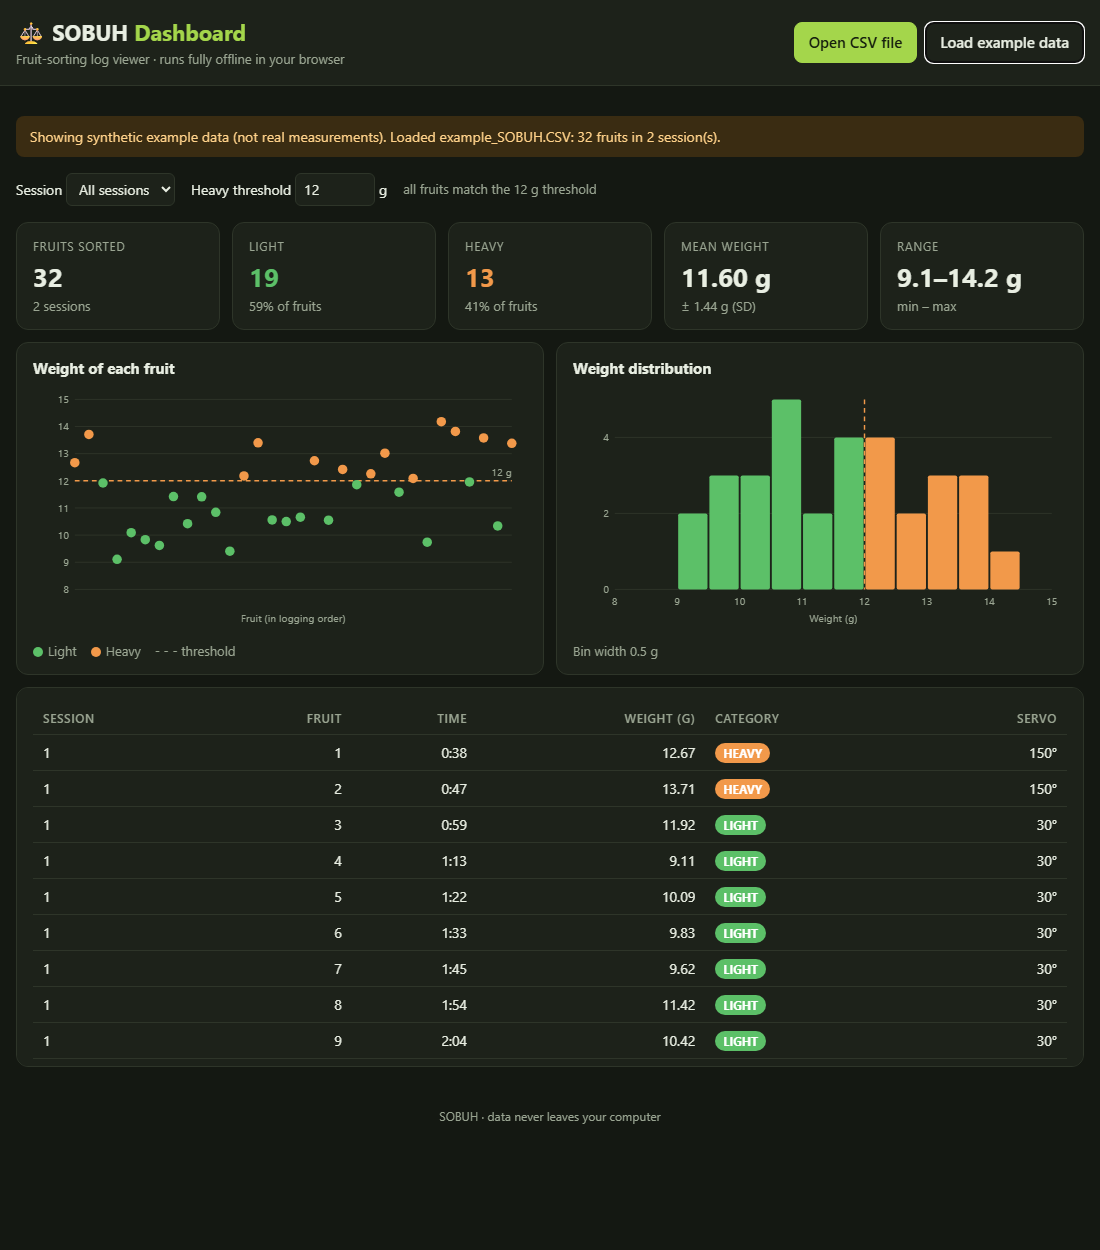 SOBUH Dashboard
Fruit-sorting log viewer · runs fully offline in your browser
Open CSV file
Load example data
Showing synthetic example data (not real measurements). Loaded example_SOBUH.CSV: 32 fruits in 2 session(s).
Session All sessions Heavy threshold 12 g all fruits match the 12 g threshold
FRUITS SORTED
32
2 sessions
LIGHT
19
59% of fruits
HEAVY
13
41% of fruits
MEAN WEIGHT
11.60 g
± 1.44 g (SD)
RANGE
9.1–14.2 g
min – max
Weight of each fruit
15
14
13
12
11
10
9
8
12 g
Fruit (in logging order)
Light Heavy - - - threshold
Weight distribution
4
2
0
8 9 10 11 12 13 14 15
Weight (g)
Bin width 0.5 g
SESSION FRUIT TIME WEIGHT (G) CATEGORY SERVO
1 1 0:38 12.67 HEAVY 150°
1 2 0:47 13.71 HEAVY 150°
1 3 0:59 11.92 LIGHT 30°
1 4 1:13 9.11 LIGHT 30°
1 5 1:22 10.09 LIGHT 30°
1 6 1:33 9.83 LIGHT 30°
1 7 1:45 9.62 LIGHT 30°
1 8 1:54 11.42 LIGHT 30°
1 9 2:04 10.42 LIGHT 30°
SOBUH · data never leaves your computer